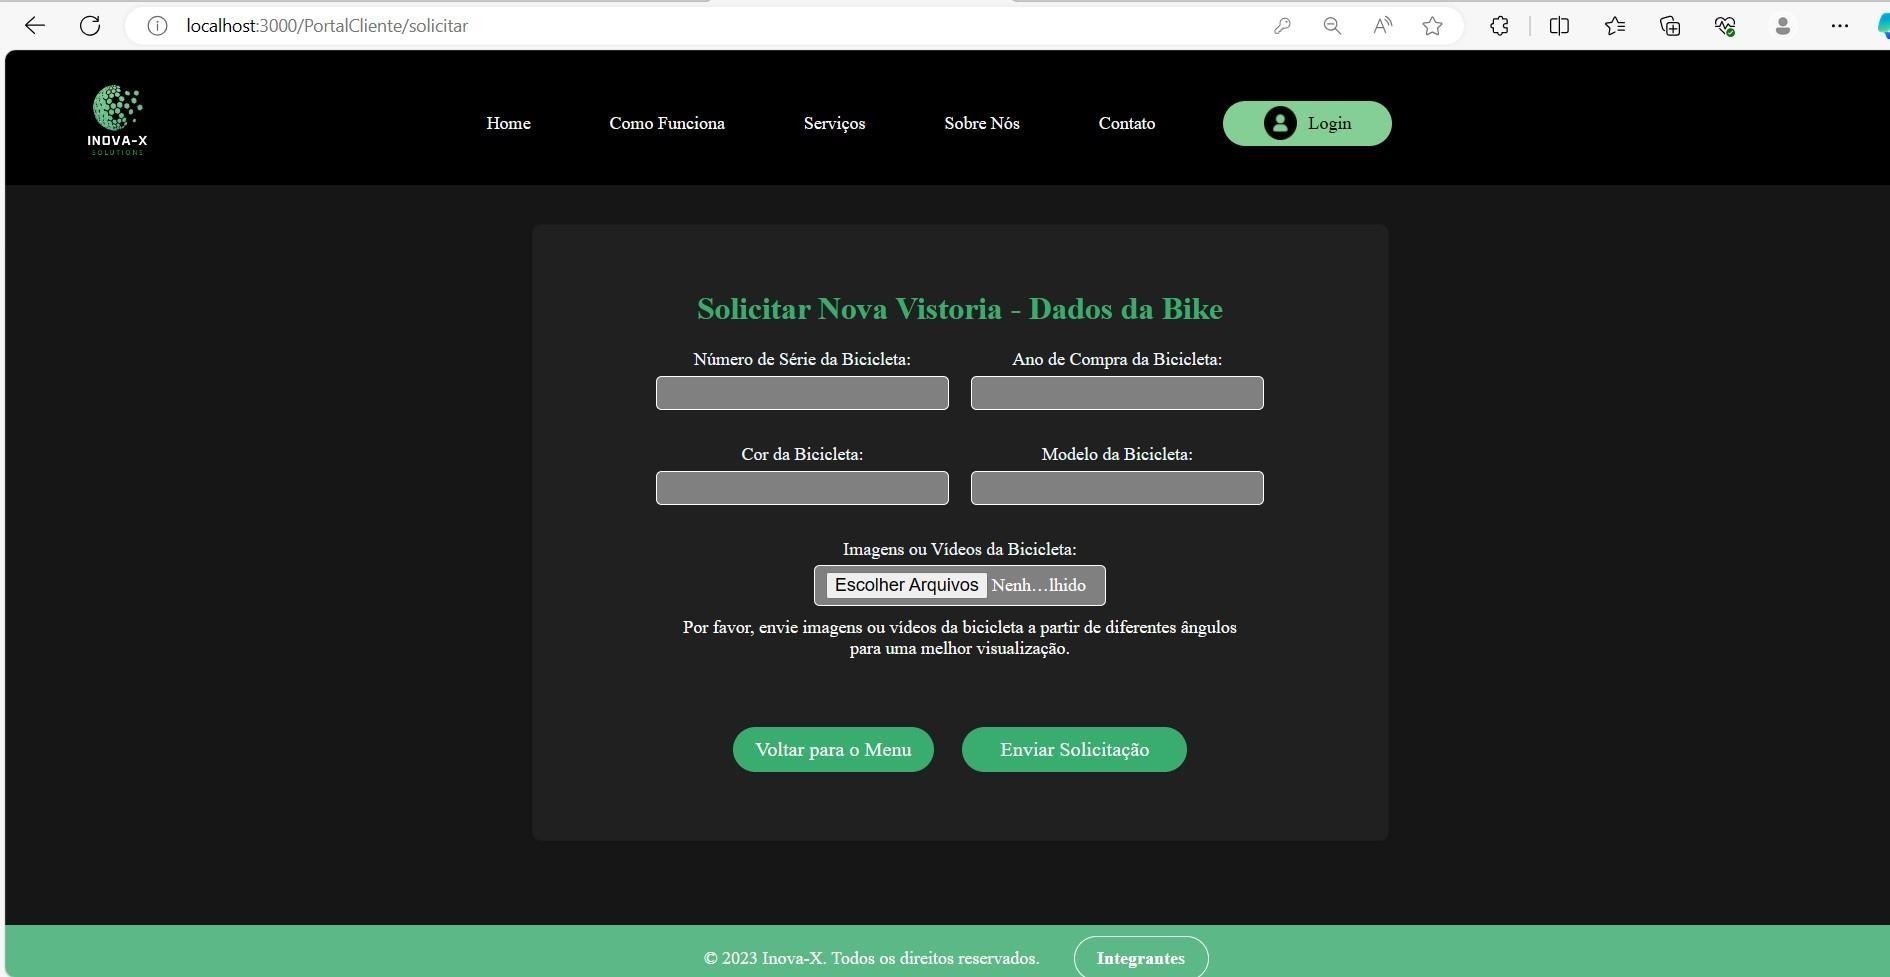 localhost:3000/PortalCliente/solicitar
INOVA-X
SOLUTIONS
Home Como Funciona Serviços Sobre Nós Contato Login
Solicitar Nova Vistoria - Dados da Bike
Número de Série da Bicicleta: Ano de Compra da Bicicleta:
Cor da Bicicleta: Modelo da Bicicleta:
Imagens ou Vídeos da Bicicleta:
Escolher Arquivos Nenh…lhido
Por favor, envie imagens ou vídeos da bicicleta a partir de diferentes ângulos
para uma melhor visualização.
Voltar para o Menu Enviar Solicitação
© 2023 Inova-X. Todos os direitos reservados. Integrantes